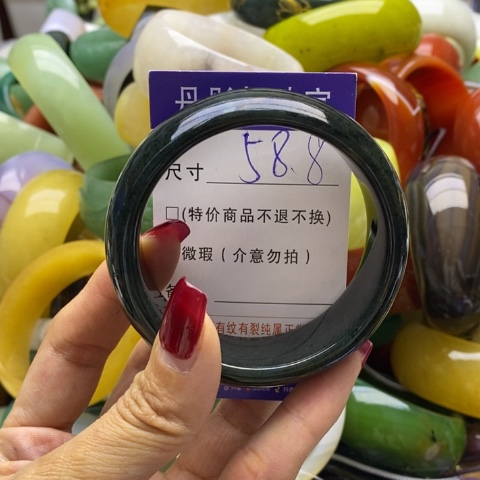 尺寸 58.8
□(特价商品不退不换)
微瑕(介意勿拍)
有纹有裂纯属正